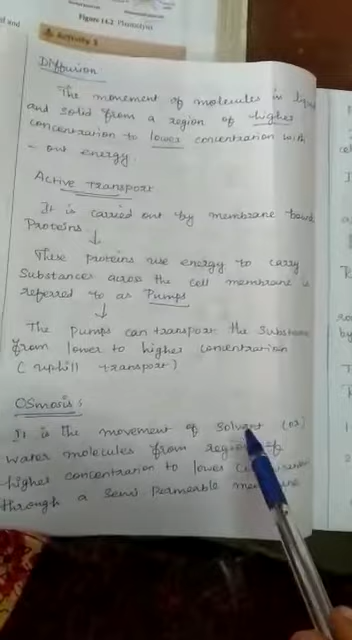 Figure 14.2 Plasmolysis
Activity 2
Diffusion
The movement of molecules in liquid
and solid from a region of higher
concentration to lower concentration with
- out energy.
Active Transport
It is carried out by membrane bound
Proteins
↓
These proteins use energy to carry
Substances across the cell membrane is
referred to as Pumps
↓
The Pumps can transport the substance
from lower to higher concentration
(uphill transport)
Osmosis:
It is the movement of solvent (or)
water molecules from region of
higher concentration to lower
through a semi permeable